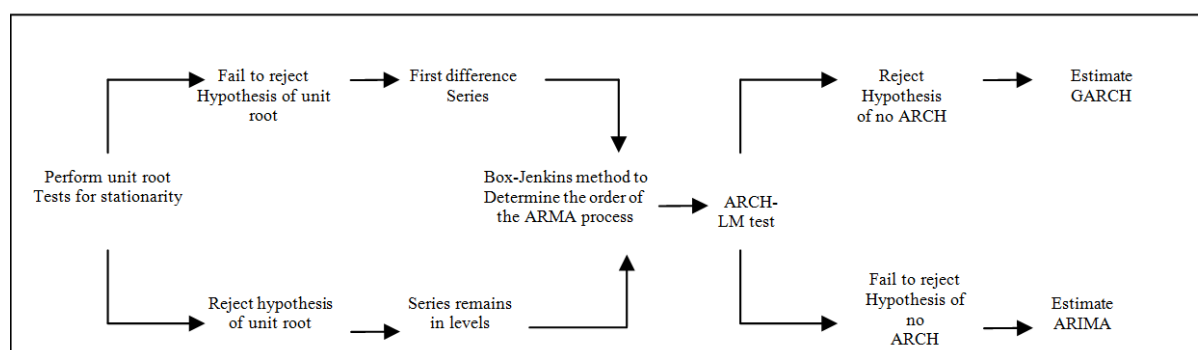 Perform unit root
Tests for stationarity
Fail to reject
Hypothesis of unit
root
First difference
Series
Reject hypothesis
of unit root
Series remains
in levels
Box-Jenkins method to
Determine the order of
the ARMA process
ARCH-
LM test
Reject
Hypothesis
of no ARCH
Estimate
GARCH
Fail to reject
Hypothesis of
no
ARCH
Estimate
ARIMA